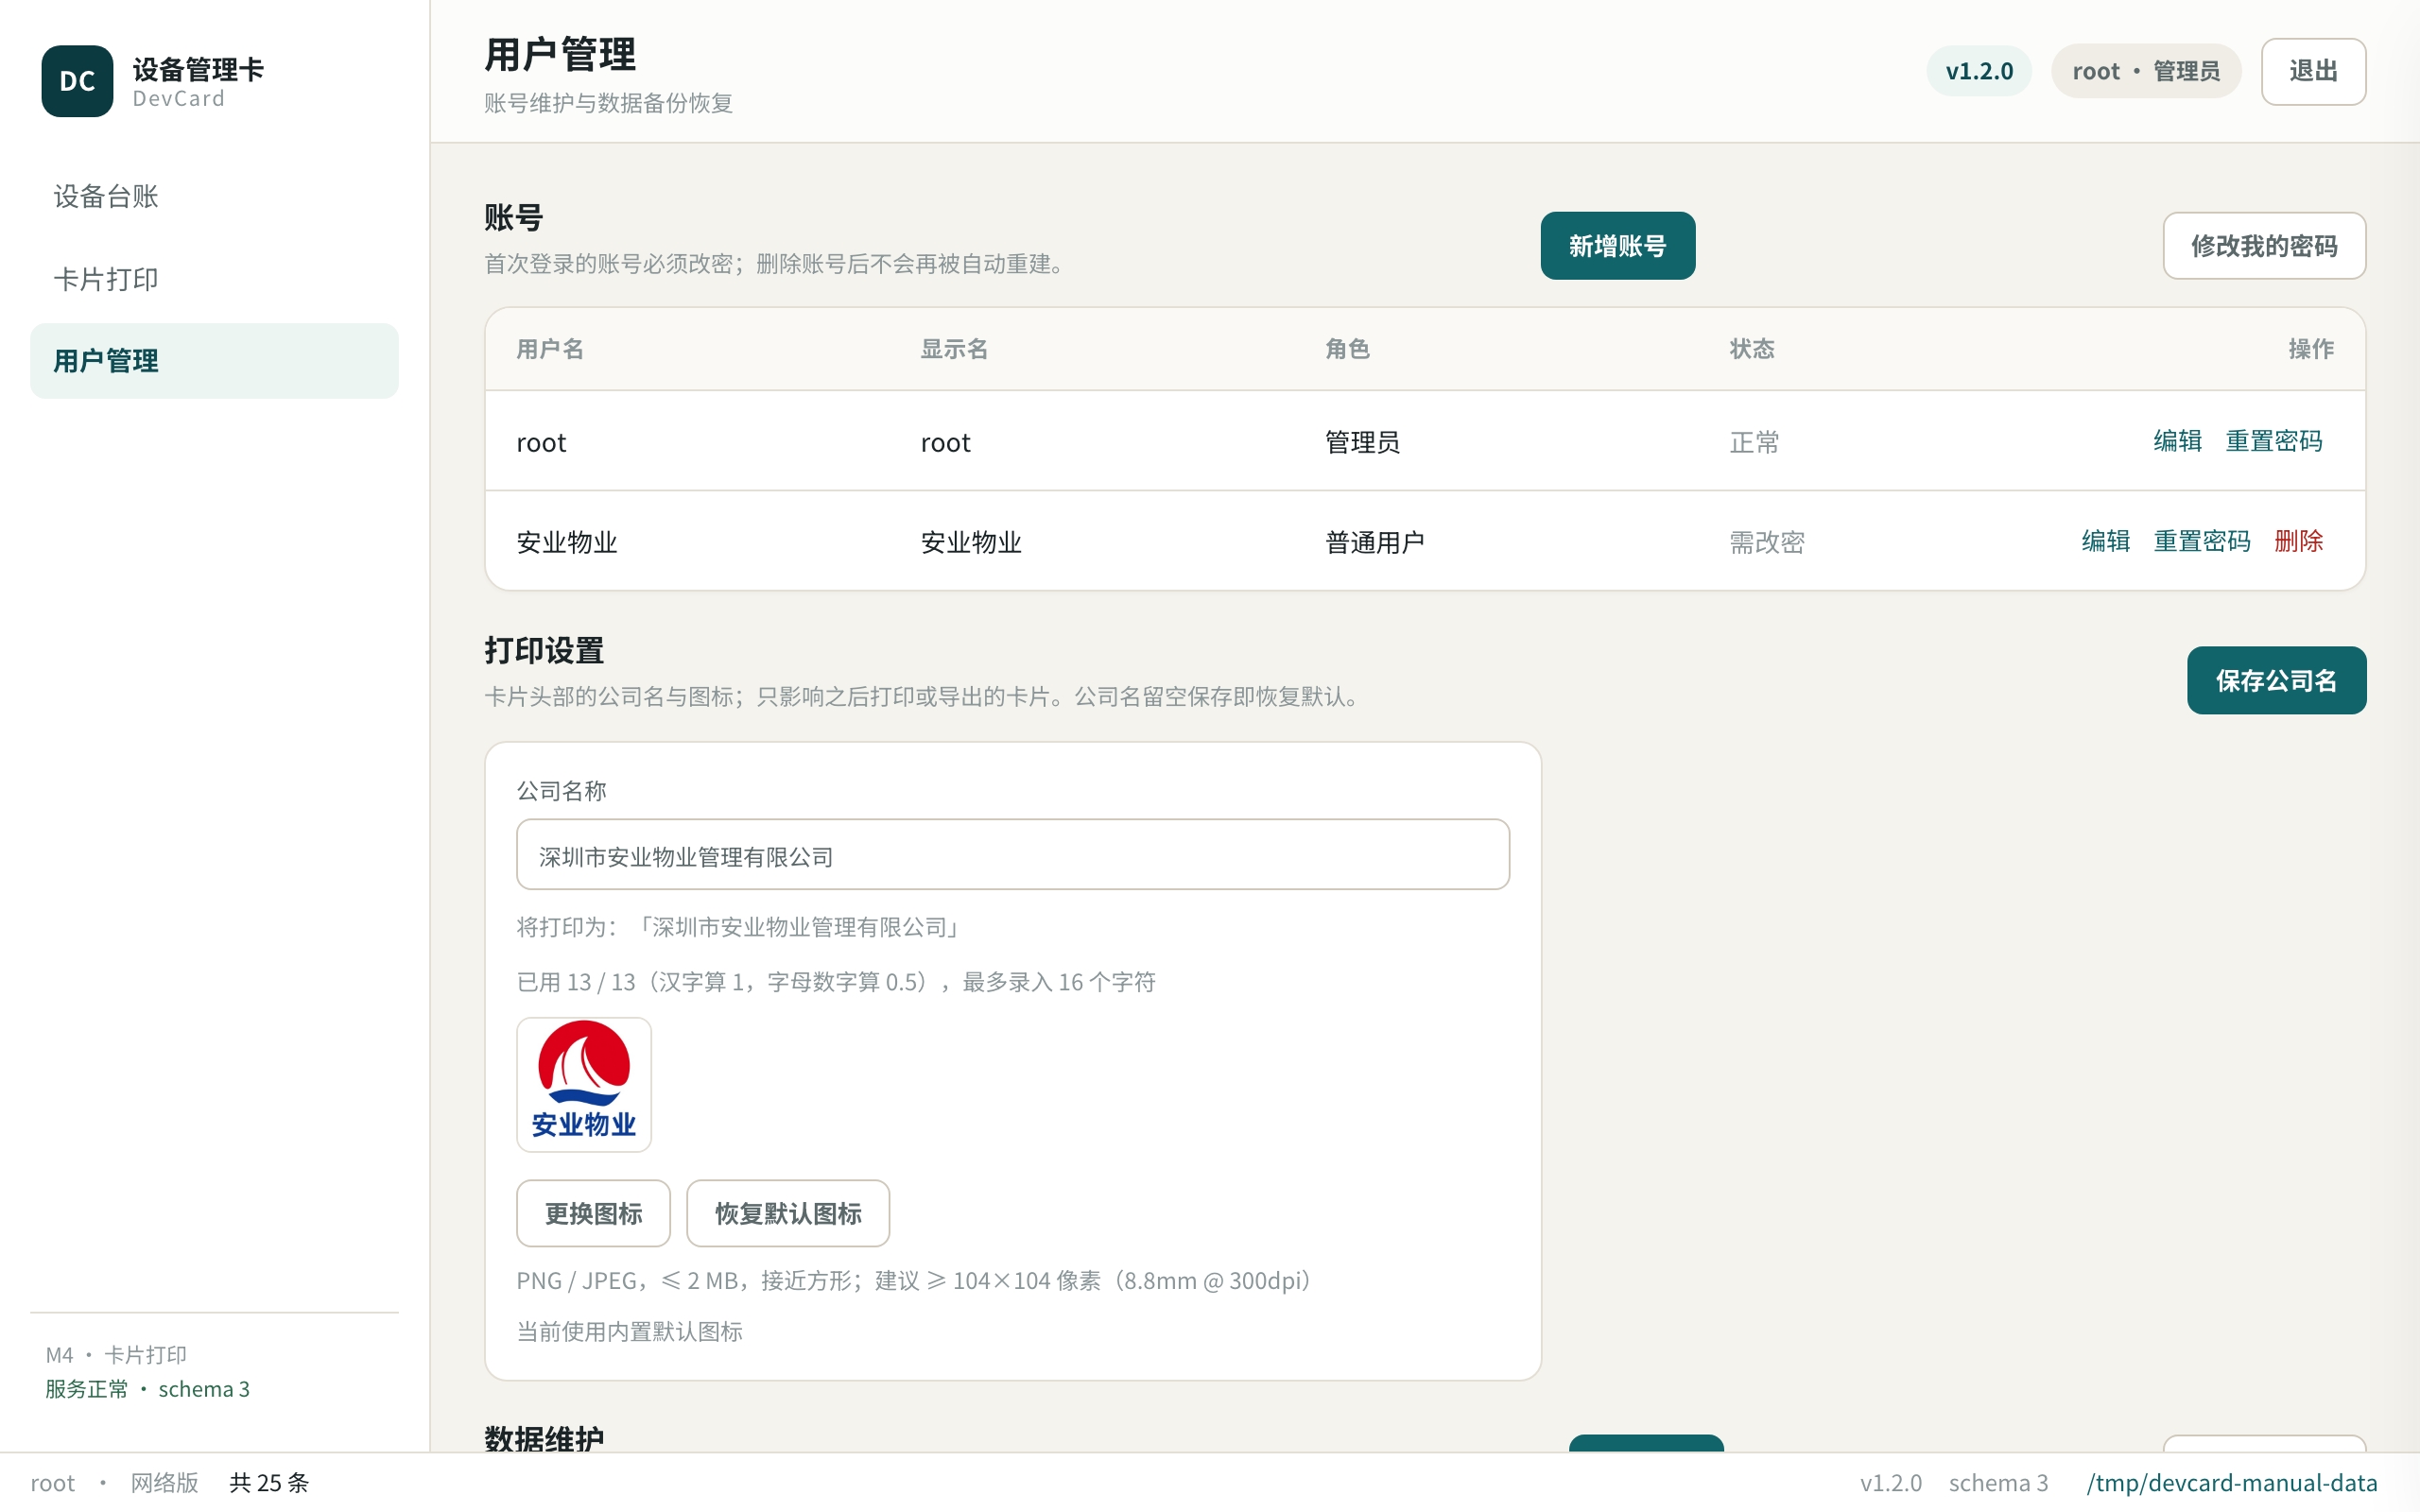 DC
设备管理卡
DevCard
设备台账
卡片打印
用户管理
M4 · 卡片打印
服务正常 · schema 3
用户管理
账号维护与数据备份恢复
v1.2.0
root · 管理员
退出
账号
首次登录的账号必须改密；删除账号后不会再被自动重建。
新增账号
修改我的密码
用户名 显示名 角色 状态 操作
root root 管理员 正常 编辑 重置密码
安业物业 安业物业 普通用户 需改密 编辑 重置密码 删除
打印设置
卡片头部的公司名与图标；只影响之后打印或导出的卡片。公司名留空保存即恢复默认。
保存公司名
公司名称
深圳市安业物业管理有限公司
将打印为：「深圳市安业物业管理有限公司」
已用 13 / 13（汉字算 1，字母数字算 0.5），最多录入 16 个字符
安业物业
更换图标
恢复默认图标
PNG / JPEG，≤ 2 MB，接近方形；建议 ≥ 104×104 像素（8.8mm @ 300dpi）
当前使用内置默认图标
数据维护
root · 网络版 共 25 条
v1.2.0 schema 3 /tmp/devcard-manual-data